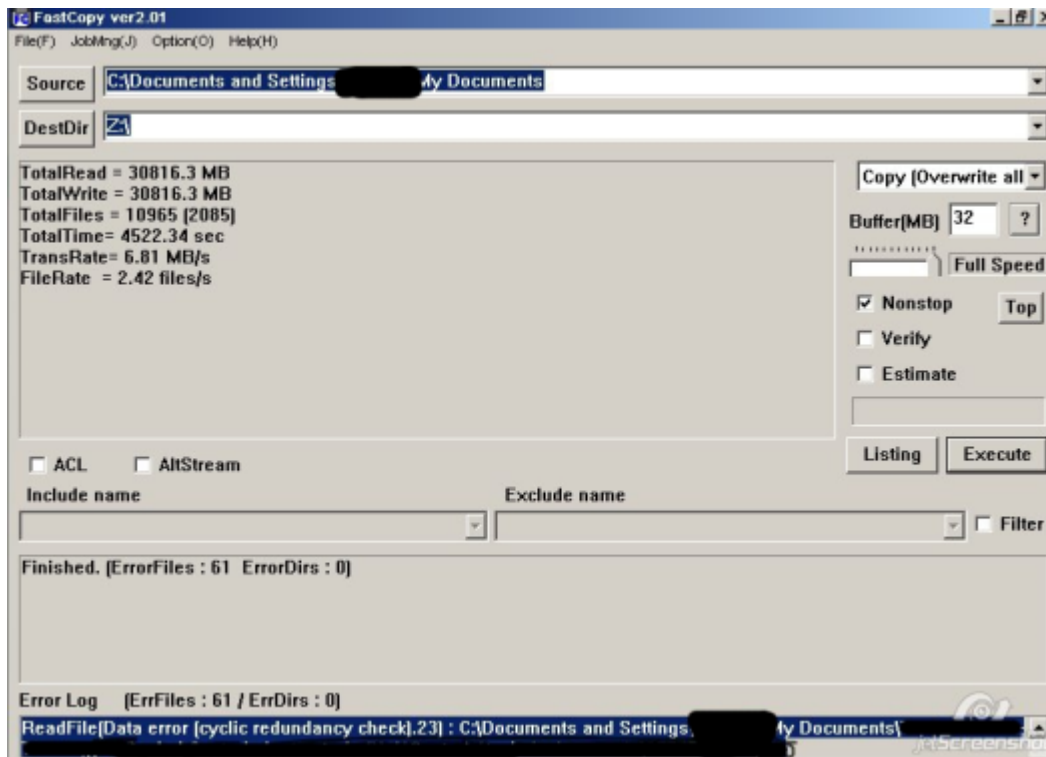 FastCopy ver2.01
File(F) JobMng(J) Option(O) Help(H)
Source C:\Documents and Settings My Documents
DestDir Z:\
TotalRead = 30816.3 MB
TotalWrite = 30816.3 MB
TotalFiles = 10965 (2085)
TotalTime= 4522.34 sec
TransRate= 6.81 MB/s
FileRate = 2.42 files/s
Copy (Overwrite all
Buffer(MB) 32 ?
Full Speed
Nonstop Top
Verify
Estimate
Listing Execute
ACL AltStream
Include name Exclude name
Filter
Finished. (ErrorFiles : 61 ErrorDirs : 0)
Error Log (ErrFiles : 61 / ErrDirs : 0)
ReadFile(Data error (cyclic redundancy check).23) : C:\Documents and Settings My Documents\
jetScreenshot